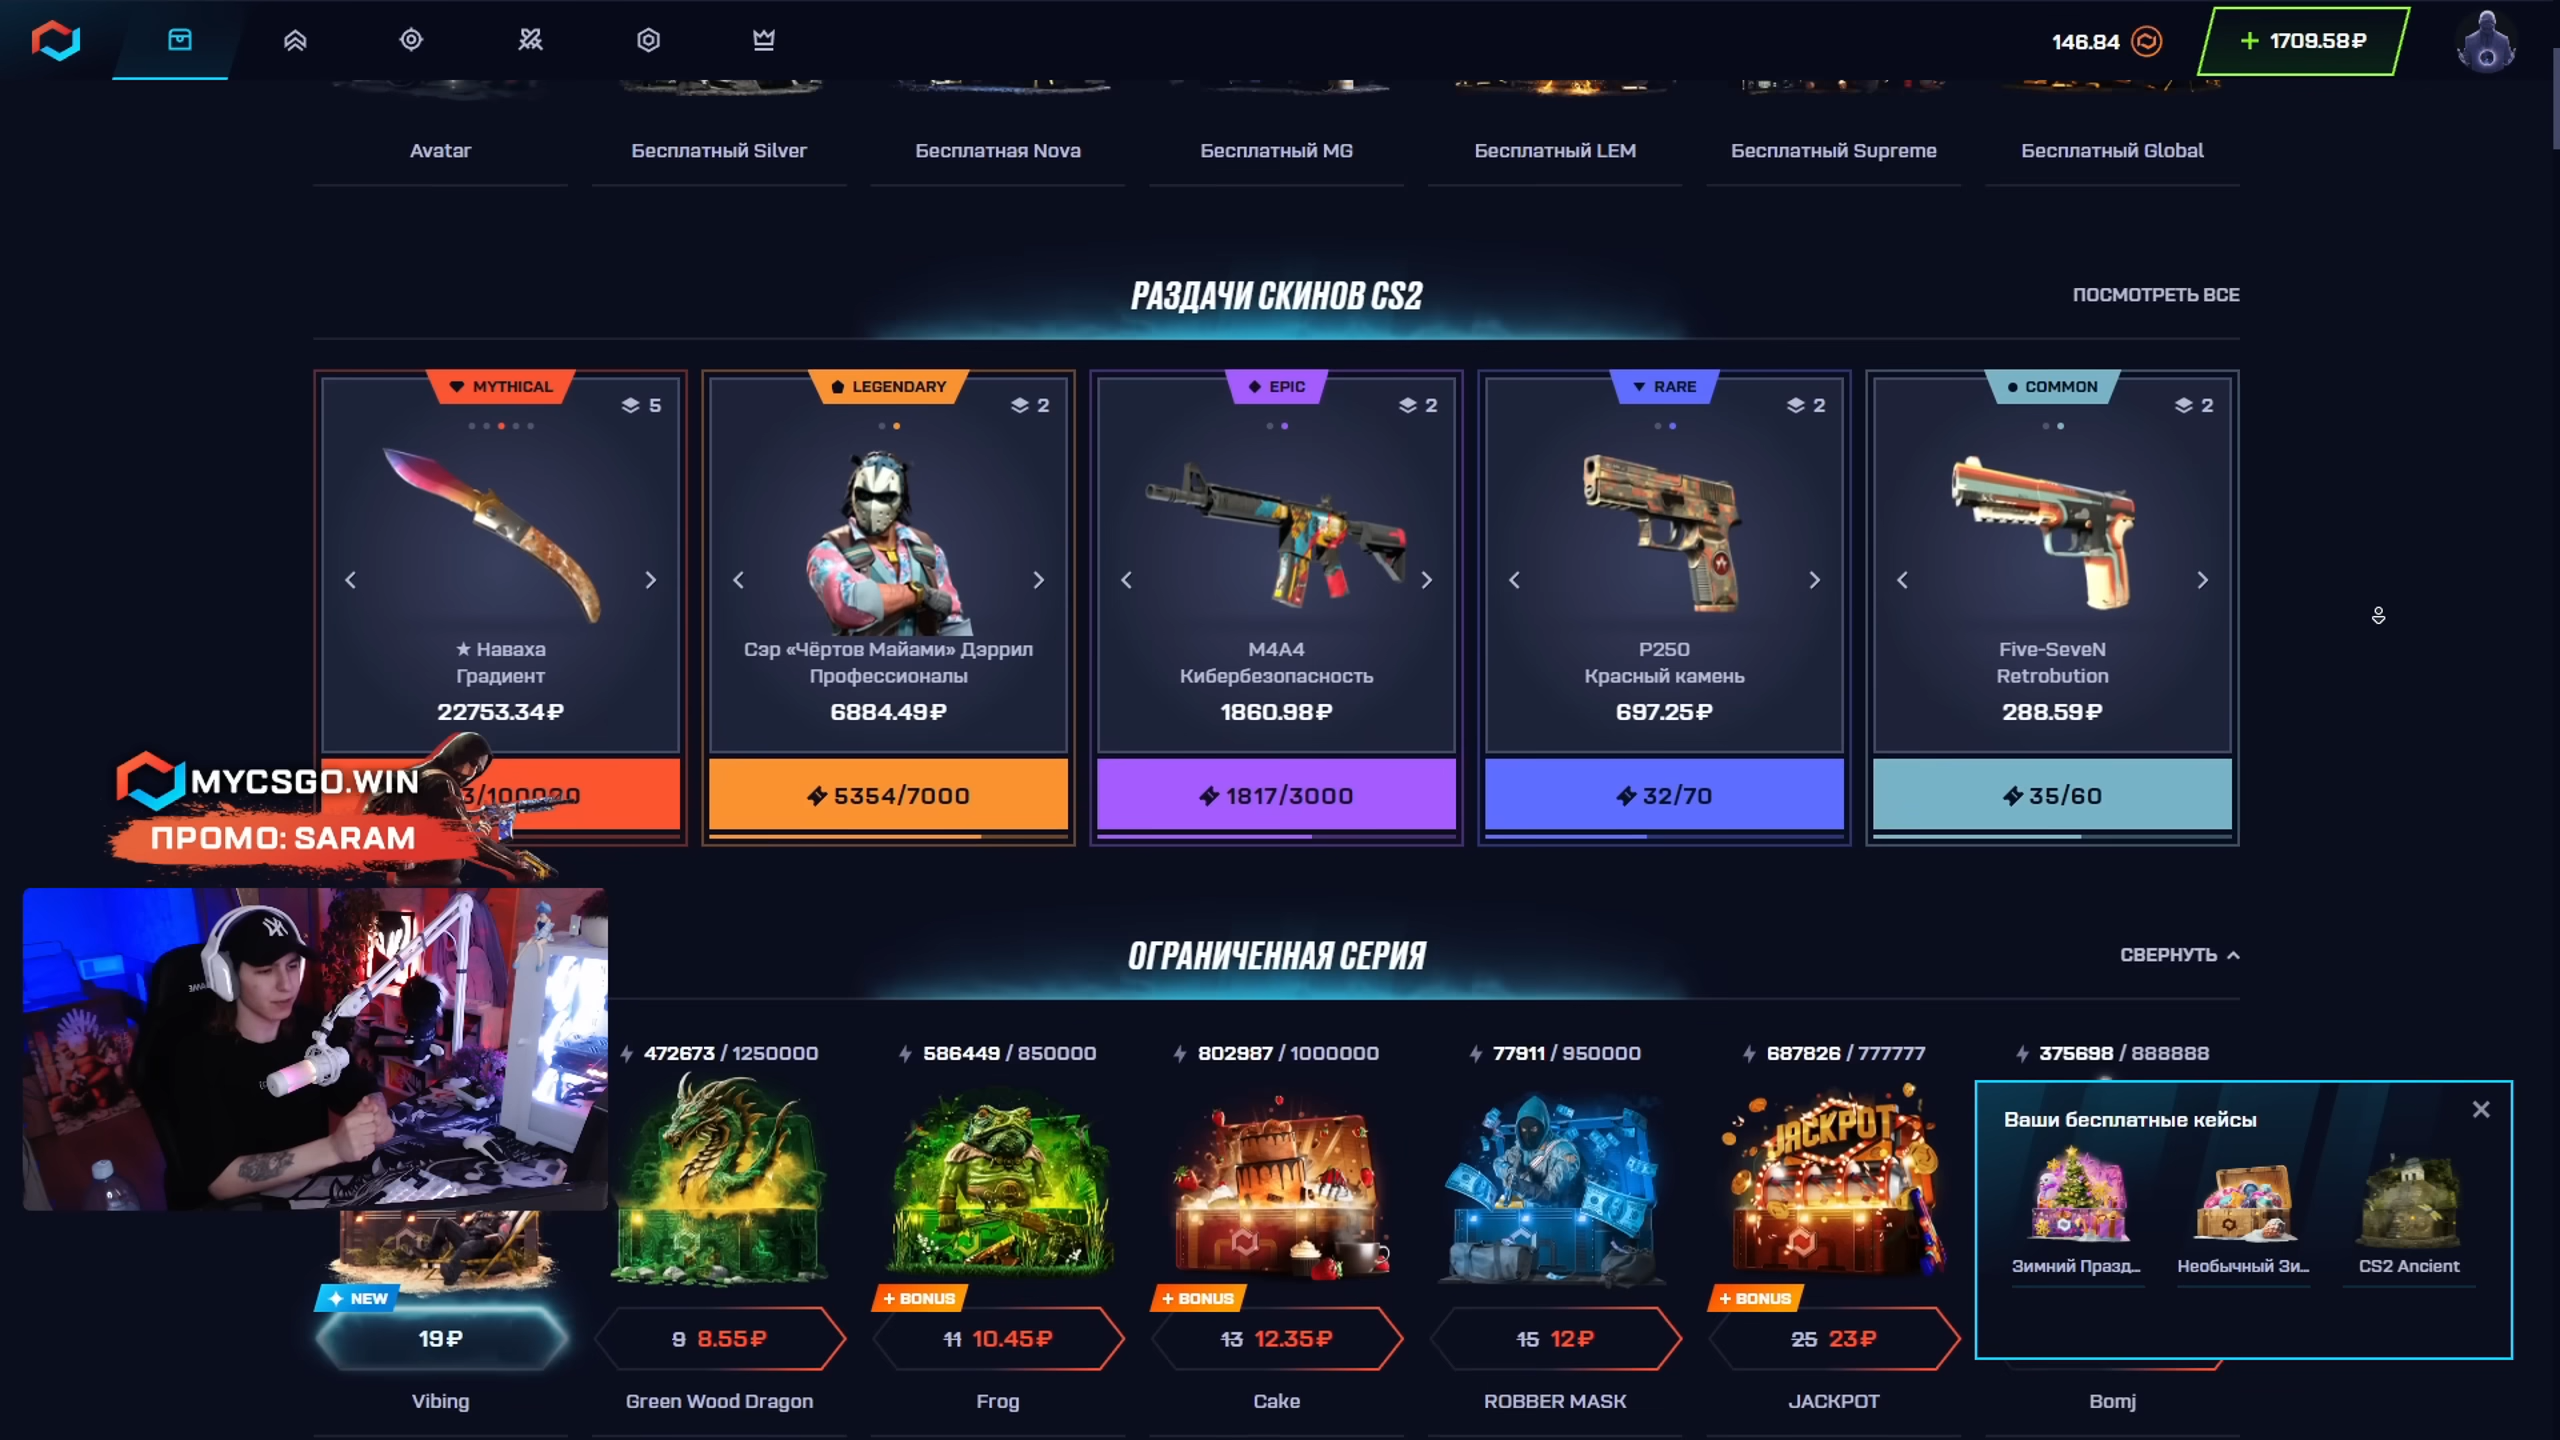 146.84
+ 1709.58₽
Avatar
Бесплатный Silver
Бесплатная Nova
Бесплатный MG
Бесплатный LEM
Бесплатный Supreme
Бесплатный Global
РАЗДАЧИ СКИНОВ CS2
ПОСМОТРЕТЬ ВСЕ
MYTHICAL
5
★ Наваха
Градиент
22753.34₽
LEGENDARY
2
Сэр «Чёртов Майами» Дэррил
Профессионалы
6884.49₽
5354/7000
EPIC
2
M4A4
Кибербезопасность
1860.98₽
1817/3000
RARE
2
P250
Красный камень
697.25₽
32/70
COMMON
2
Five-SeveN
Retrobution
288.59₽
35/60
MYCSGO.WIN
ПРОМО: SARAM
ОГРАНИЧЕННАЯ СЕРИЯ
СВЕРНУТЬ
472673 / 1250000
586449 / 850000
802987 / 1000000
77911 / 950000
687826 / 777777
375698 / 888888
JACKPOT
Ваши бесплатные кейсы
Зимний Празд...
Необычный Зи...
CS2 Ancient
NEW
+ BONUS
+ BONUS
+ BONUS
19₽
9 8.55₽
11 10.45₽
13 12.35₽
15 12₽
25 23₽
Vibing
Green Wood Dragon
Frog
Cake
ROBBER MASK
JACKPOT
Bomj